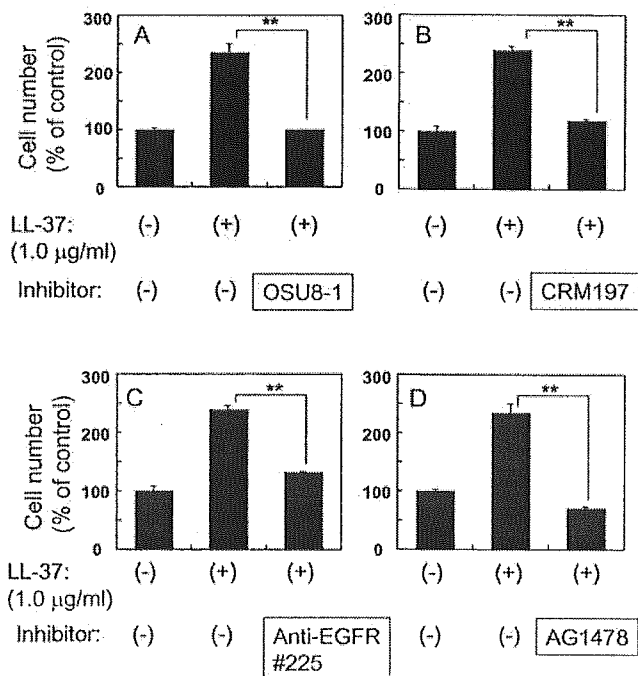 A
B
**
**
Cell number
(% of control)
300
200
100
0
300
200
100
0
LL-37:
(1.0 µg/ml)
(-) (+) (+)
(-) (+) (+)
Inhibitor: (-) (-) OSU8-1
(-) (-) CRM197
C
D
**
**
Cell number
(% of control)
300
200
100
0
300
200
100
0
LL-37:
(1.0 µg/ml)
(-) (+) (+)
(-) (+) (+)
Inhibitor: (-) (-) Anti-EGFR
#225
(-) (-) AG1478